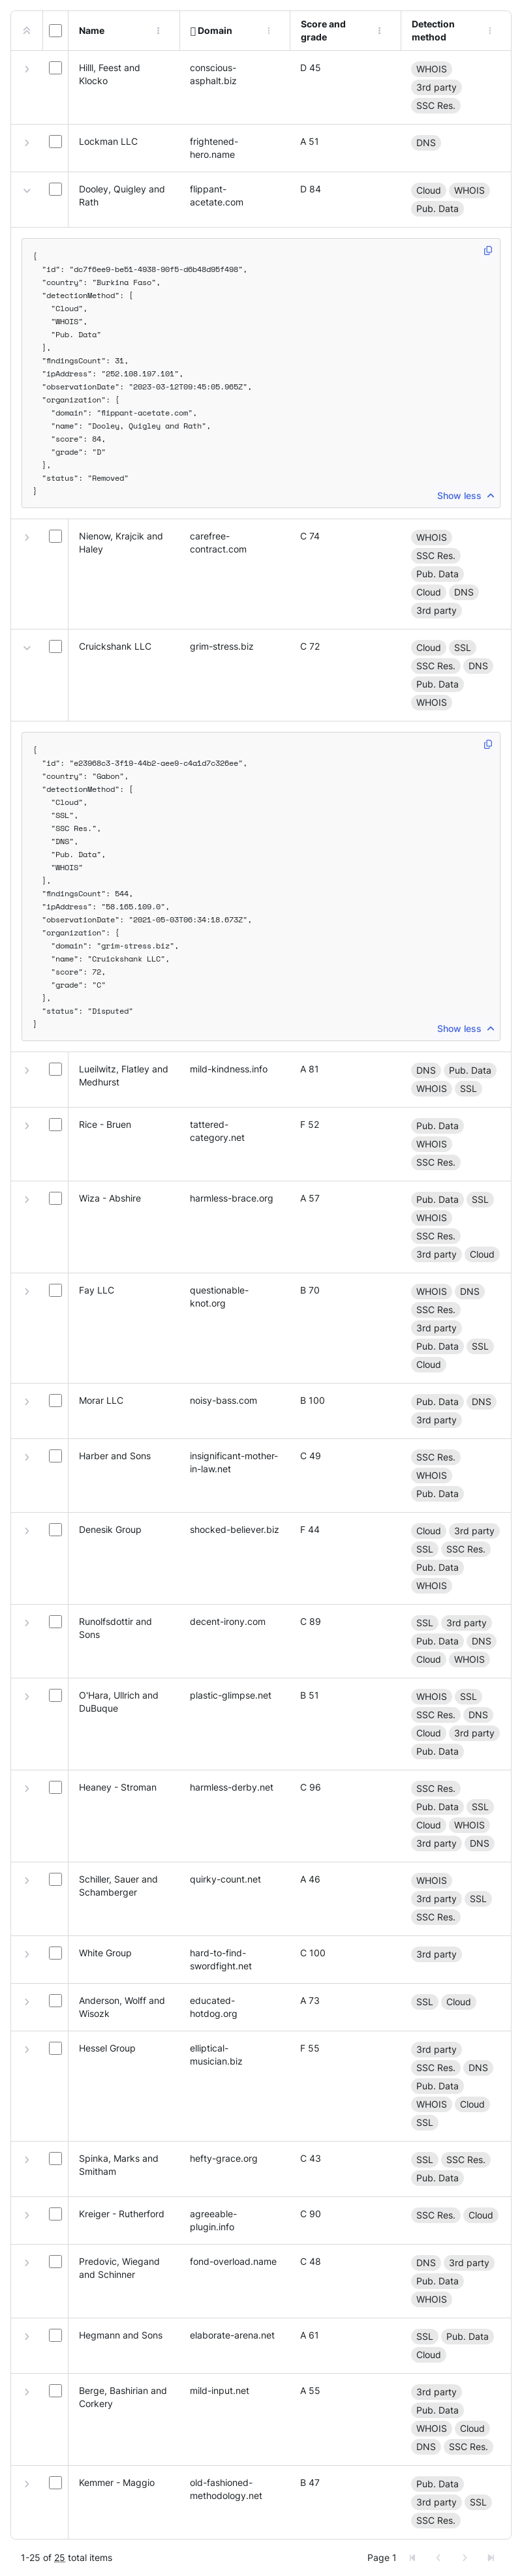 Name Domain Score and
grade Detection
method
Hilll, Feest and
Klocko conscious-
asphalt.biz D 45 WHOIS
3rd party
SSC Res.
Lockman LLC frightened-
hero.name A 51 DNS
Dooley, Quigley and
Rath flippant-
acetate.com D 84 Cloud WHOIS
Pub. Data
{
"id": "dc7f6ee9-be51-4938-90f5-d6b48d95f498",
"country": "Burkina Faso",
"detectionMethod": [
"Cloud",
"WHOIS",
"Pub. Data"
],
"findingsCount": 31,
"ipAddress": "252.108.197.101",
"observationDate": "2023-03-12T09:45:05.965Z",
"organization": {
"domain": "flippant-acetate.com",
"name": "Dooley, Quigley and Rath",
"score": 84,
"grade": "D"
},
"status": "Removed"
}
Show less
Nienow, Krajcik and
Haley carefree-
contract.com C 74 WHOIS
SSC Res.
Pub. Data
Cloud DNS
3rd party
Cruickshank LLC grim-stress.biz C 72 Cloud SSL
SSC Res. DNS
Pub. Data
WHOIS
{
"id": "e23968c3-3f19-44b2-aee9-c4a1d7c326ee",
"country": "Gabon",
"detectionMethod": [
"Cloud",
"SSL",
"SSC Res.",
"DNS",
"Pub. Data",
"WHOIS"
],
"findingsCount": 544,
"ipAddress": "58.165.109.0",
"observationDate": "2021-05-03T06:34:18.673Z",
"organization": {
"domain": "grim-stress.biz",
"name": "Cruickshank LLC",
"score": 72,
"grade": "C"
},
"status": "Disputed"
}
Show less
Lueilwitz, Flatley and
Medhurst mild-kindness.info A 81 DNS Pub. Data
WHOIS SSL
Rice - Bruen tattered-
category.net F 52 Pub. Data
WHOIS
SSC Res.
Wiza - Abshire harmless-brace.org A 57 Pub. Data SSL
WHOIS
SSC Res.
3rd party Cloud
Fay LLC questionable-
knot.org B 70 WHOIS DNS
SSC Res.
3rd party
Pub. Data SSL
Cloud
Morar LLC noisy-bass.com B 100 Pub. Data DNS
3rd party
Harber and Sons insignificant-mother-
in-law.net C 49 SSC Res.
WHOIS
Pub. Data
Denesik Group shocked-believer.biz F 44 Cloud 3rd party
SSL SSC Res.
Pub. Data
WHOIS
Runolfsdottir and
Sons decent-irony.com C 89 SSL 3rd party
Pub. Data DNS
Cloud WHOIS
O'Hara, Ullrich and
DuBuque plastic-glimpse.net B 51 WHOIS SSL
SSC Res. DNS
Cloud 3rd party
Pub. Data
Heaney - Stroman harmless-derby.net C 96 SSC Res.
Pub. Data SSL
Cloud WHOIS
3rd party DNS
Schiller, Sauer and
Schamberger quirky-count.net A 46 WHOIS
3rd party SSL
SSC Res.
White Group hard-to-find-
swordfight.net C 100 3rd party
Anderson, Wolff and
Wisozk educated-
hotdog.org A 73 SSL Cloud
Hessel Group elliptical-
musician.biz F 55 3rd party
SSC Res. DNS
Pub. Data
WHOIS Cloud
SSL
Spinka, Marks and
Smitham hefty-grace.org C 43 SSL SSC Res.
Pub. Data
Kreiger - Rutherford agreeable-
plugin.info C 90 SSC Res. Cloud
Predovic, Wiegand
and Schinner fond-overload.name C 48 DNS 3rd party
Pub. Data
WHOIS
Hegmann and Sons elaborate-arena.net A 61 SSL Pub. Data
Cloud
Berge, Bashirian and
Corkery mild-input.net A 55 3rd party
Pub. Data
WHOIS Cloud
DNS SSC Res.
Kemmer - Maggio old-fashioned-
methodology.net B 47 Pub. Data
3rd party SSL
SSC Res.
1-25 of 25 total items Page 1